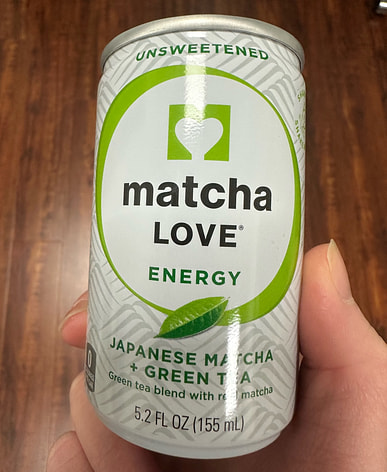 UNSWEETENED
matcha
LOVE®
ENERGY
JAPANESE MATCHA
+ GREEN TEA
Green tea blend with real matcha
5.2 FL OZ (155 mL)
0